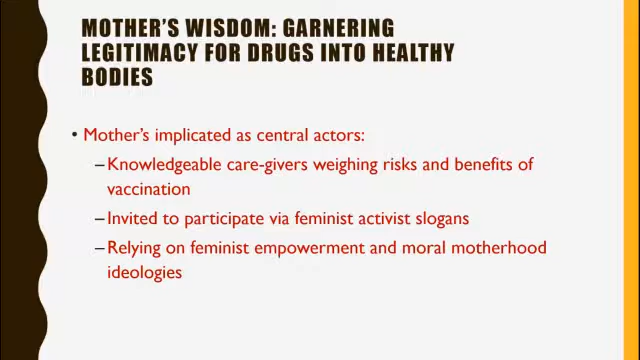 MOTHER'S WISDOM: GARNERING
LEGITIMACY FOR DRUGS INTO HEALTHY
BODIES
• Mother's implicated as central actors:
–Knowledgeable care-givers weighing risks and benefits of
vaccination
–Invited to participate via feminist activist slogans
–Relying on feminist empowerment and moral motherhood
ideologies